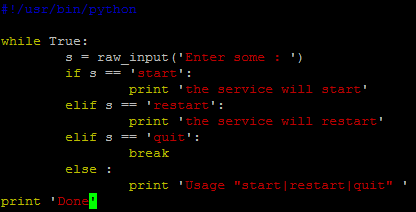 #!/usr/bin/python
while True:
        s = raw_input('Enter some : ')
        if s == 'start':
                print 'the service will start'
        elif s == 'restart':
                print 'the service will restart'
        elif s == 'quit':
                break
        else :
                print 'Usage "start|restart|quit" '
print 'Done'